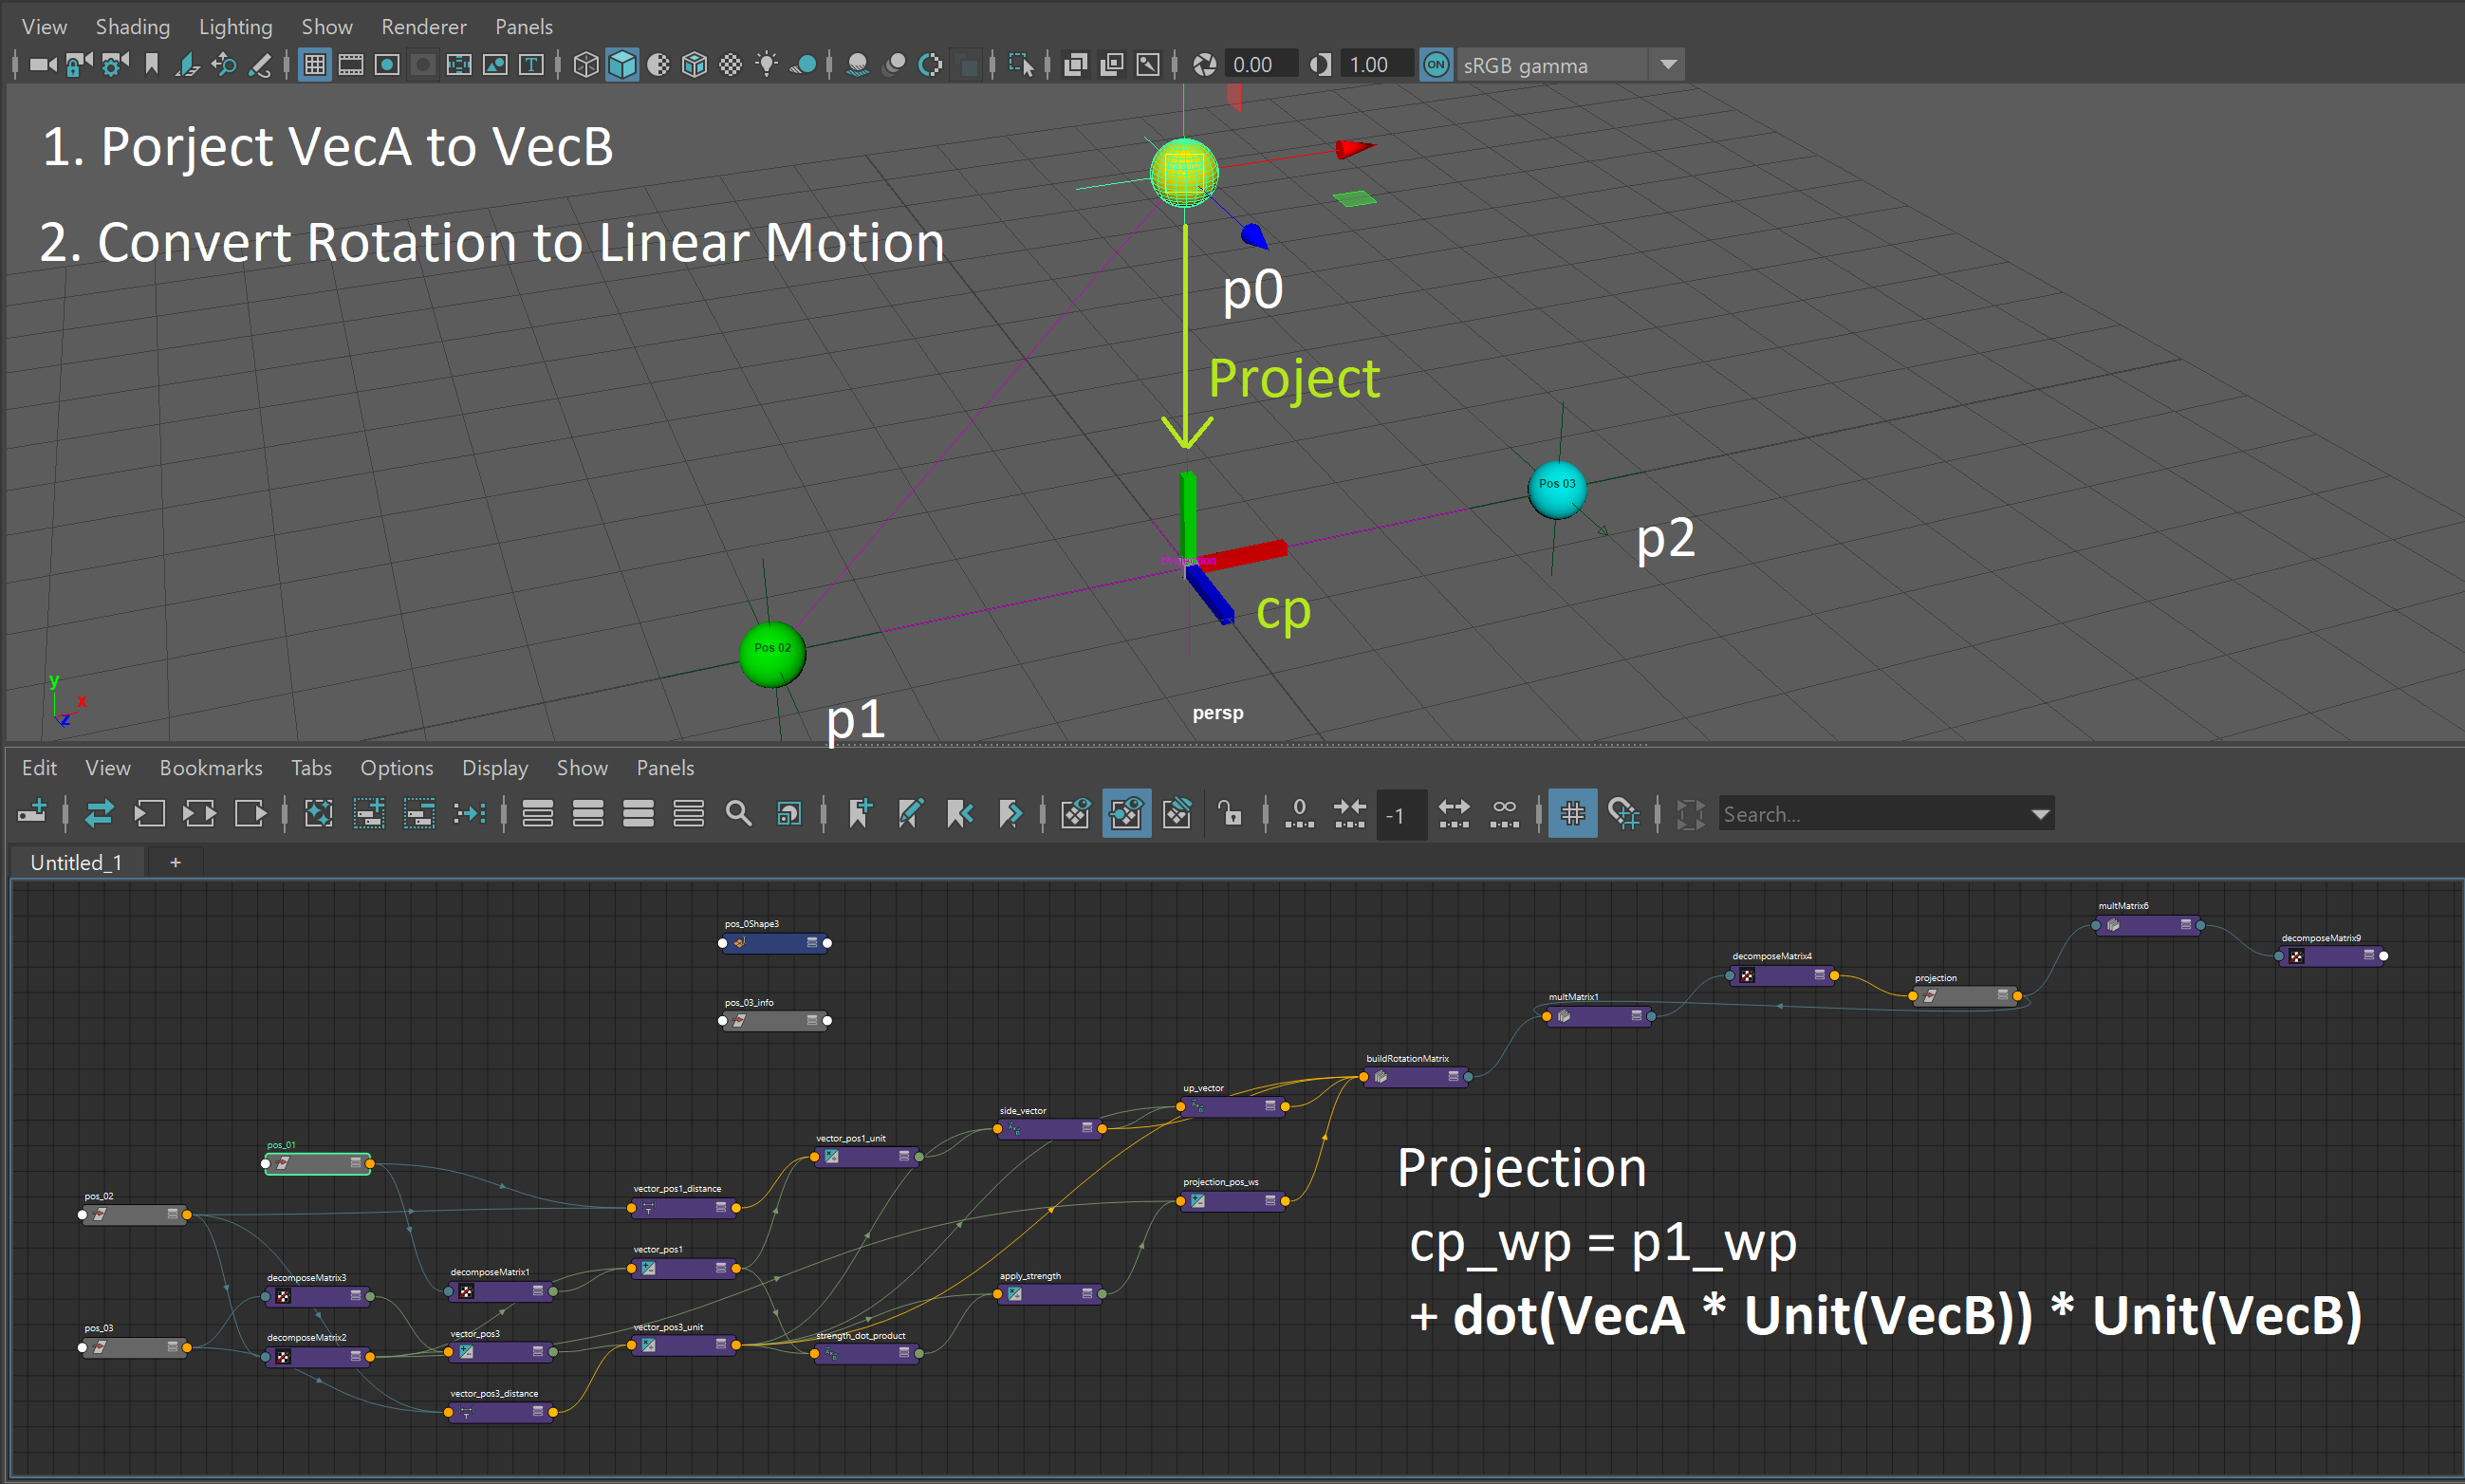 View Shading Lighting Show Renderer Panels
0.00 1.00 ON sRGB gamma
1. Porject VecA to VecB
2. Convert Rotation to Linear Motion
p0
Project
Pos 03
p2
Projection
cp
Pos 02
p1
persp
y
x
z
Edit View Bookmarks Tabs Options Display Show Panels
-1 Search...
Untitled_1 +
pos_0Shape3
pos_03_info
multMatrix6
decomposeMatrix9
decomposeMatrix4
projection
multMatrix1
buildRotationMatrix
up_vector
side_vector
vector_pos1_unit
pos_01
vector_pos1_distance
projection_pos_ws
pos_02
vector_pos1
decomposeMatrix3
decomposeMatrix1
apply_strength
pos_03
decomposeMatrix2
vector_pos3
vector_pos3_unit
strength_dot_product
vector_pos3_distance
Projection
cp_wp = p1_wp
+ dot(VecA * Unit(VecB)) * Unit(VecB)